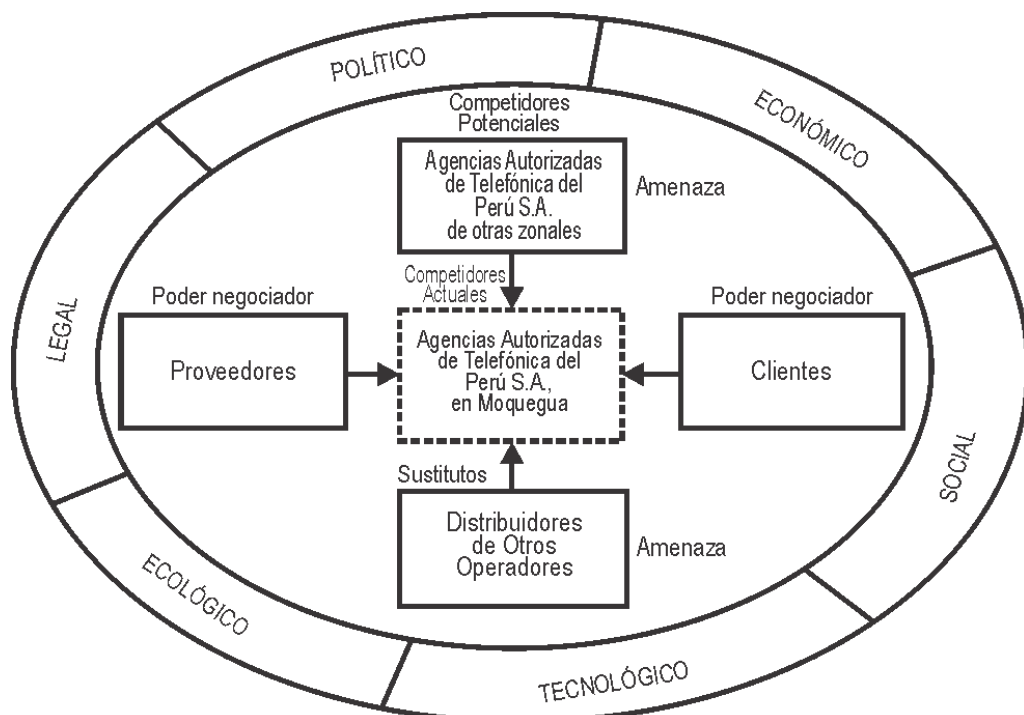 POLÍTICO
ECONÓMICO
Competidores
Potenciales
Agencias Autorizadas
de Telefónica del
Perú S.A.
de otras zonales
Amenaza
Competidores
Actuales
LEGAL
Poder negociador
Proveedores
Agencias Autorizadas
de Telefónica del
Perú S.A.,
en Moquegua
Poder negociador
Clientes
SOCIAL
Sustitutos
Distribuidores
de Otros
Operadores
Amenaza
ECOLÓGICO
TECNOLÓGICO